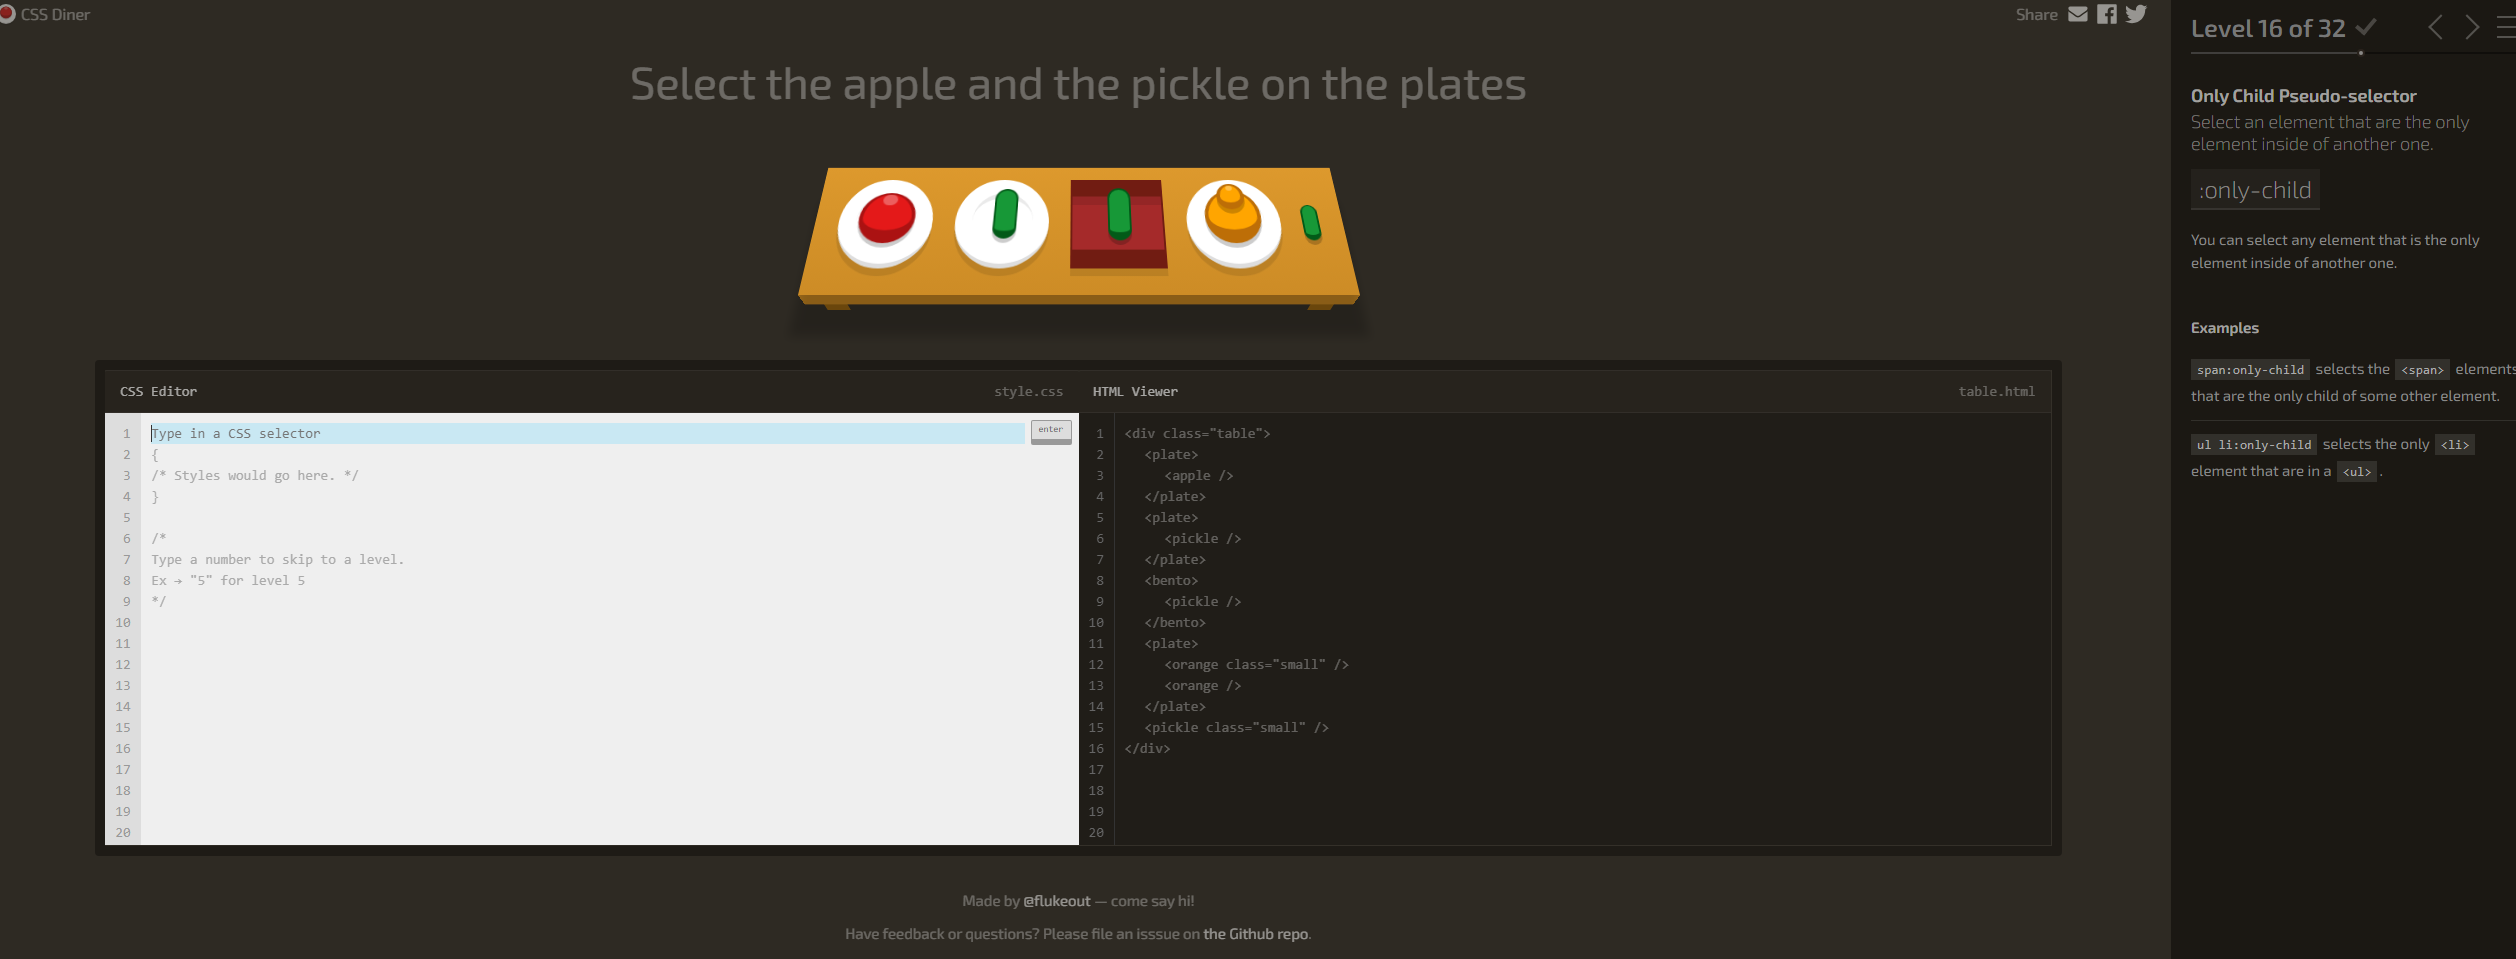 CSS Diner
Share
Select the apple and the pickle on the plates
CSS Editor
style.css
1 Type in a CSS selector
enter
2 {
3 /* Styles would go here. */
4 }
5
6 /*
7 Type a number to skip to a level.
8 Ex → "5" for level 5
9 */
10
11
12
13
14
15
16
17
18
19
20
HTML Viewer
table.html
1 <div class="table">
2 <plate>
3 <apple />
4 </plate>
5 <plate>
6 <pickle />
7 </plate>
8 <bento>
9 <pickle />
10 </bento>
11 <plate>
12 <orange class="small" />
13 <orange />
14 </plate>
15 <pickle class="small" />
16 </div>
17
18
19
20
Made by @flukeout — come say hi!
Have feedback or questions? Please file an isssue on the Github repo.
Level 16 of 32
Only Child Pseudo-selector
Select an element that are the only
element inside of another one.
:only-child
You can select any element that is the only
element inside of another one.
Examples
span:only-child selects the <span> elements
that are the only child of some other element.
ul li:only-child selects the only <li>
element that are in a <ul> .